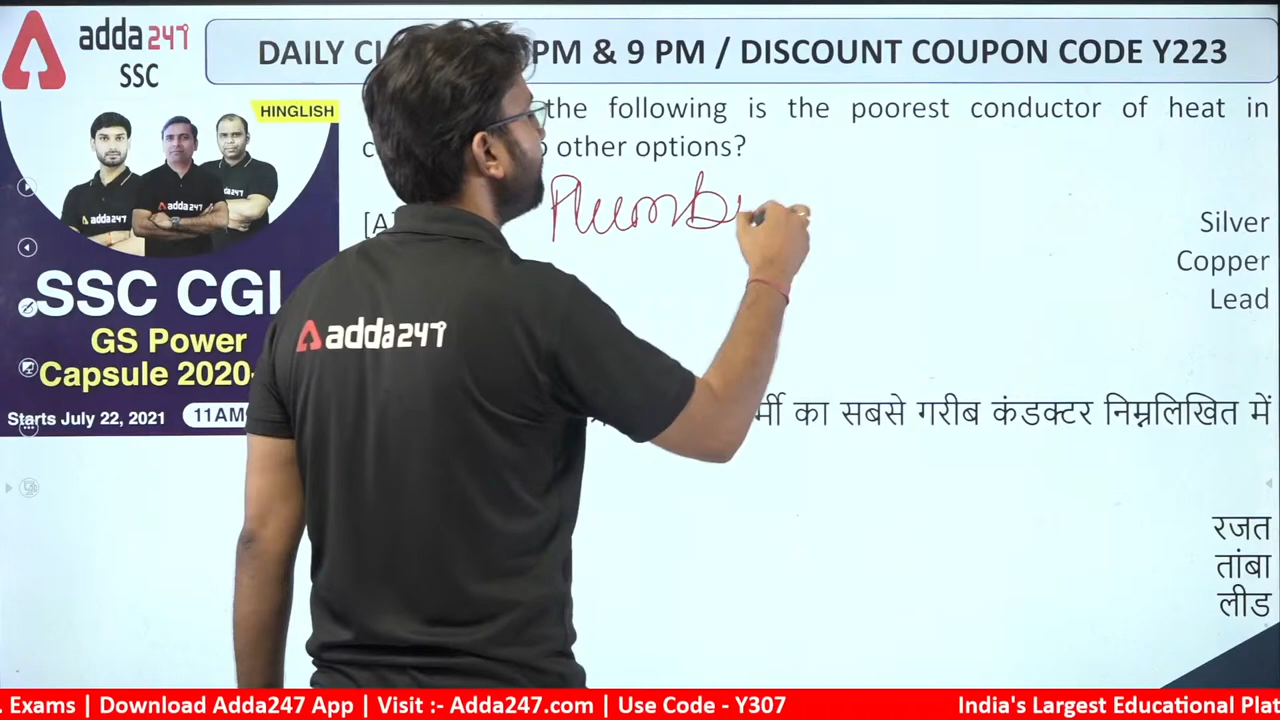 adda247
SSC
DAILY CL PM & 9 PM / DISCOUNT COUPON CODE Y223
HINGLISH
adda247
adda247
adda247
SSC CGL
GS Power
Capsule 2020-
Starts July 22, 2021 11AM
the following is the poorest conductor of heat in
other options?
Plumb
[A] Silver
Copper
Lead
adda247
का सबसे गरीब कंडक्टर निम्नलिखित में
रजत
तांबा
लीड
. Exams | Download Adda247 App | Visit :- Adda247.com | Use Code - Y307 India's Largest Educational Plat